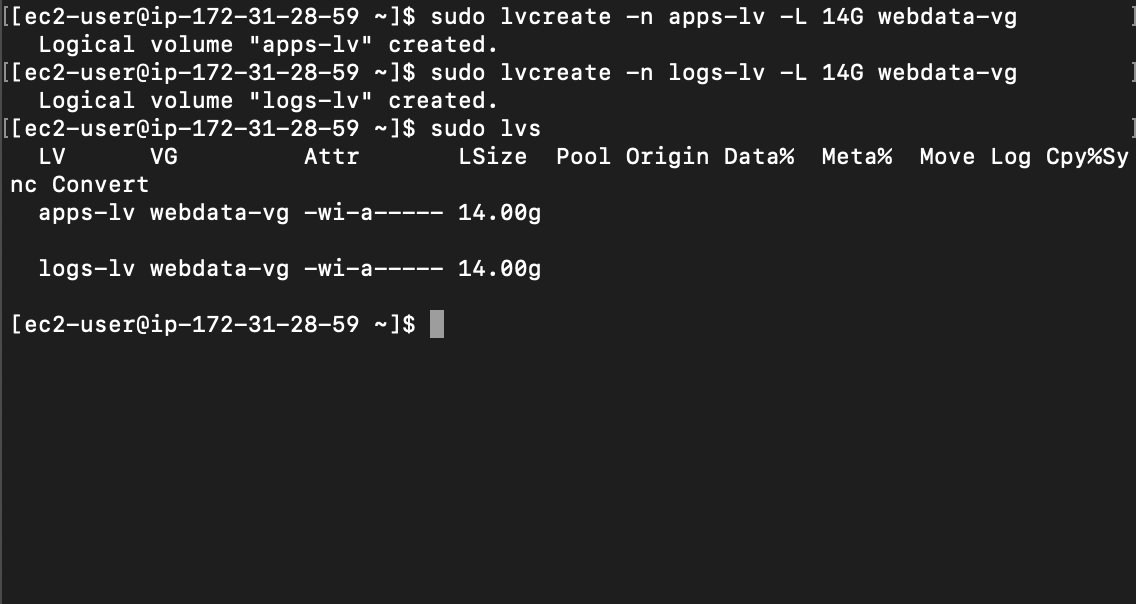 [[ec2-user@ip-172-31-28-59 ~]$ sudo lvcreate -n apps-lv -L 14G webdata-vg ]
  Logical volume "apps-lv" created.
[[ec2-user@ip-172-31-28-59 ~]$ sudo lvcreate -n logs-lv -L 14G webdata-vg ]
  Logical volume "logs-lv" created.
[[ec2-user@ip-172-31-28-59 ~]$ sudo lvs ]
  LV      VG         Attr       LSize  Pool Origin Data%  Meta%  Move Log Cpy%Sy
nc Convert
  apps-lv webdata-vg -wi-a----- 14.00g
  logs-lv webdata-vg -wi-a----- 14.00g
[ec2-user@ip-172-31-28-59 ~]$